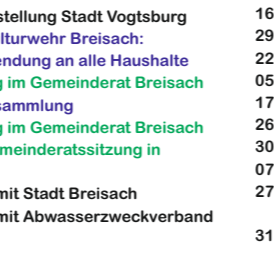 stellung Stadt Vogtsburg 16
lturwehr Breisach: 29
endung an alle Haushalte 22
g im Gemeinderat Breisach 05
sammlung 17
g im Gemeinderat Breisach 26
meinderatssitzung in 30
07
mit Stadt Breisach 27
mit Abwasserzweckverband
31